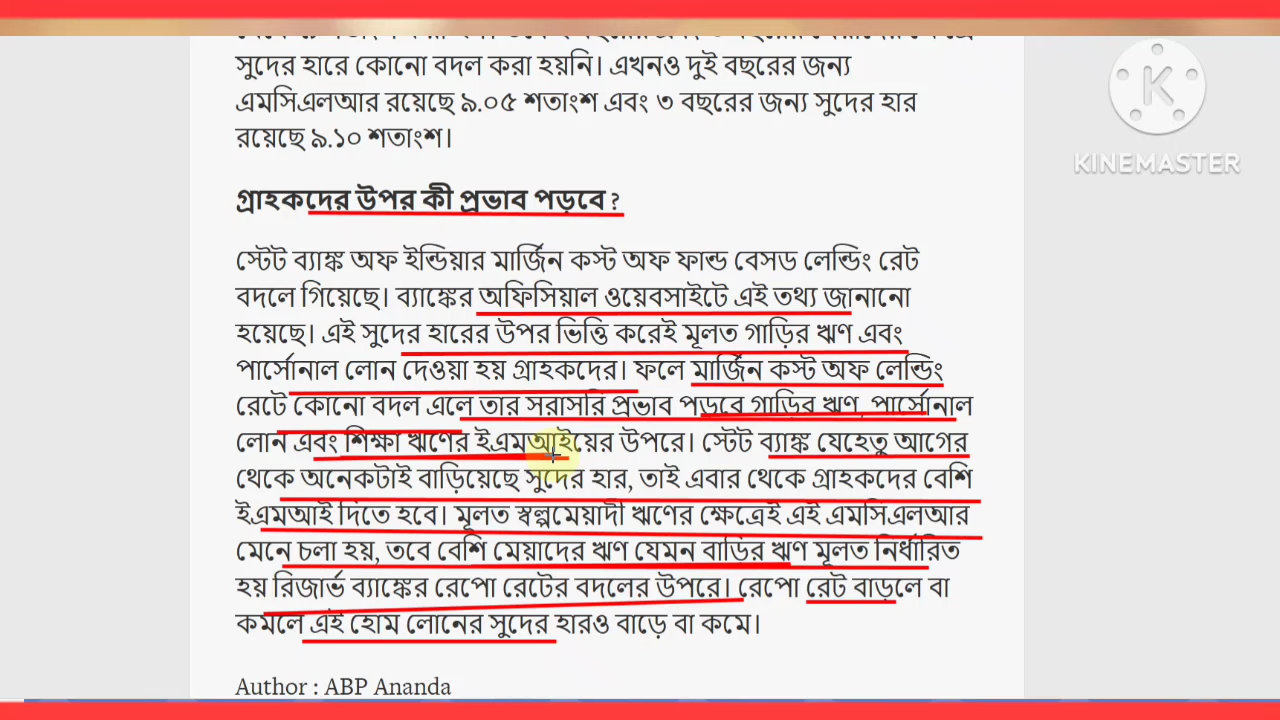 সুদের হারে কোনো বদল করা হয়নি। এখনও দুই বছরের জন্য
এমসিএলআর রয়েছে ৯.০৫ শতাংশ এবং ৩ বছরের জন্য সুদের হার
রয়েছে ৯.১০ শতাংশ।
KINEMASTER
গ্রাহকদের উপর কী প্রভাব পড়বে?
স্টেট ব্যাঙ্ক অফ ইন্ডিয়ার মার্জিন কস্ট অফ ফান্ড বেসড লেন্ডিং রেট
বদলে গিয়েছে। ব্যাঙ্কের অফিসিয়াল ওয়েবসাইটে এই তথ্য জানানো
হয়েছে। এই সুদের হারের উপর ভিত্তি করেই মূলত গাড়ির ঋণ এবং
পার্সোনাল লোন দেওয়া হয় গ্রাহকদের। ফলে মার্জিন কস্ট অফ লেন্ডিং
রেটে কোনো বদল এলে তার সরাসরি প্রভাব পড়বে গাড়ির ঋণ, পার্সোনাল
লোন এবং শিক্ষা ঋণের ইএমআইয়ের উপরে। স্টেট ব্যাঙ্ক যেহেতু আগের
থেকে অনেকটাই বাড়িয়েছে সুদের হার, তাই এবার থেকে গ্রাহকদের বেশি
ইএমআই দিতে হবে। মূলত স্বল্পমেয়াদী ঋণের ক্ষেত্রেই এই এমসিএলআর
মেনে চলা হয়, তবে বেশি মেয়াদের ঋণ যেমন বাড়ির ঋণ মূলত নির্ধারিত
হয় রিজার্ভ ব্যাঙ্কের রেপো রেটের বদলের উপরে। রেপো রেট বাড়লে বা
কমলে এই হোম লোনের সুদের হারও বাড়ে বা কমে।
Author : ABP Ananda